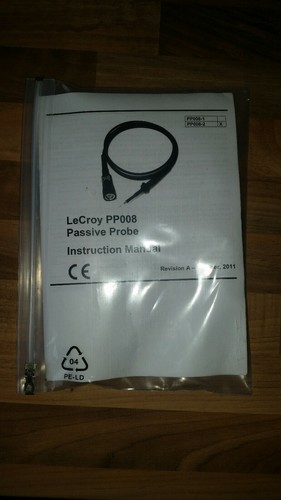 PP008-1
PP008-2 X
LeCroy PP008
Passive Probe
Instruction Manual
CE
Revision A – 2011
04
PE-LD